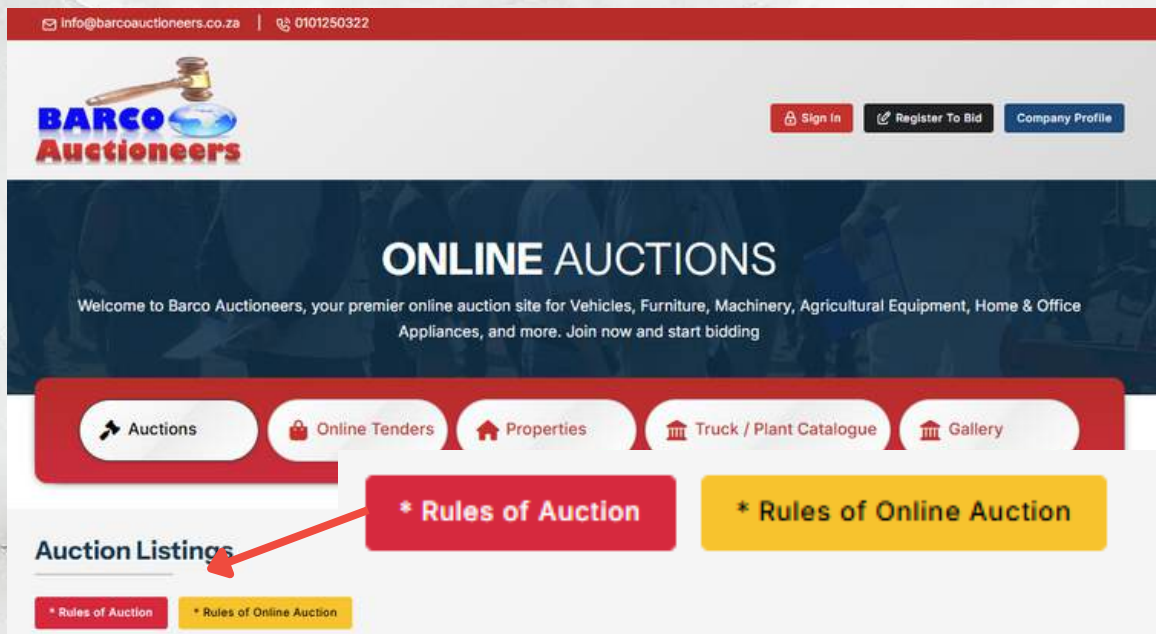 info@barcoauctioneers.co.za | 0101250322
BARCO
Auctioneers
Sign In
Register To Bid
Company Profile
ONLINE AUCTIONS
Welcome to Barco Auctioneers, your premier online auction site for Vehicles, Furniture, Machinery, Agricultural Equipment, Home & Office
Appliances, and more. Join now and start bidding
Auctions
Online Tenders
Properties
Truck / Plant Catalogue
Gallery
* Rules of Auction
* Rules of Online Auction
Auction Listings
* Rules of Auction
* Rules of Online Auction